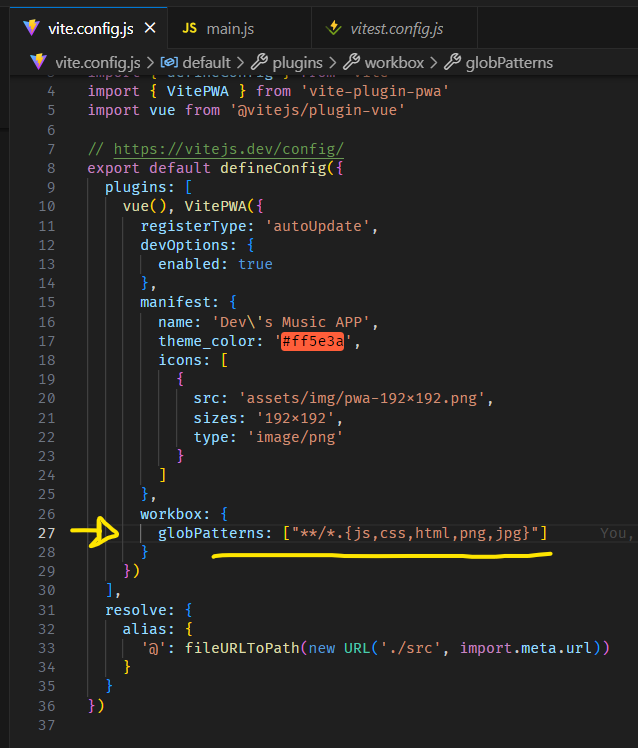 vite.config.js × JS main.js vitest.config.js
vite.config.js > default > plugins > workbox > globPatterns
3 import { defineConfig } from 'vite'
4 import { VitePWA } from 'vite-plugin-pwa'
5 import vue from '@vitejs/plugin-vue'
6
7 // https://vitejs.dev/config/
8 export default defineConfig({
9 plugins: [
10 vue(), VitePWA({
11 registerType: 'autoUpdate',
12 devOptions: {
13 enabled: true
14 },
15 manifest: {
16 name: 'Dev\'s Music APP',
17 theme_color: '#ff5e3a',
18 icons: [
19 {
20 src: 'assets/img/pwa-192×192.png',
21 sizes: '192×192',
22 type: 'image/png'
23 }
24 ]
25 },
26 workbox: {
27 globPatterns: ["**/*.{js,css,html,png,jpg}"] You,
28 }
29 })
30 ],
31 resolve: {
32 alias: {
33 '@': fileURLToPath(new URL('./src', import.meta.url))
34 }
35 }
36 })
37